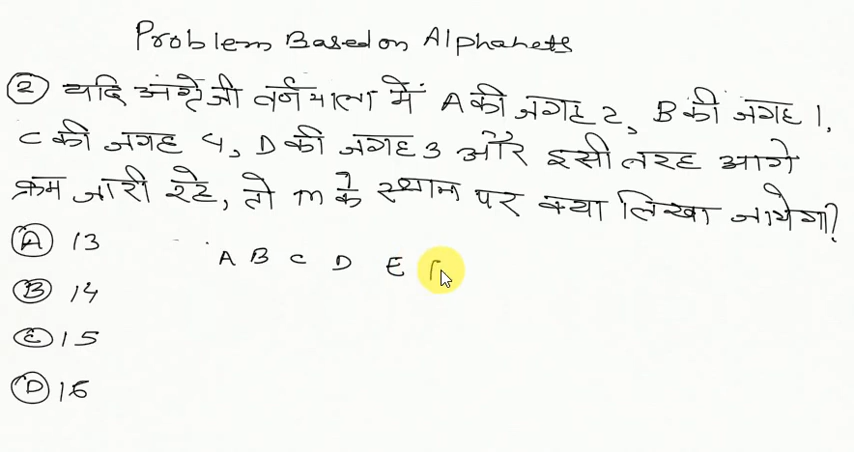 Problem Based on Alphabets
② यदि अंग्रेजी वर्णमाला में A की जगह 2, B की जगह 1,
C की जगह 4, D की जगह 3 और इसी तरह आगे
क्रम जारी रहे, तो m के स्थान पर क्या लिखा जायेगा?
Ⓐ 13
Ⓑ 14
Ⓒ 15
Ⓓ 16
A B C D E